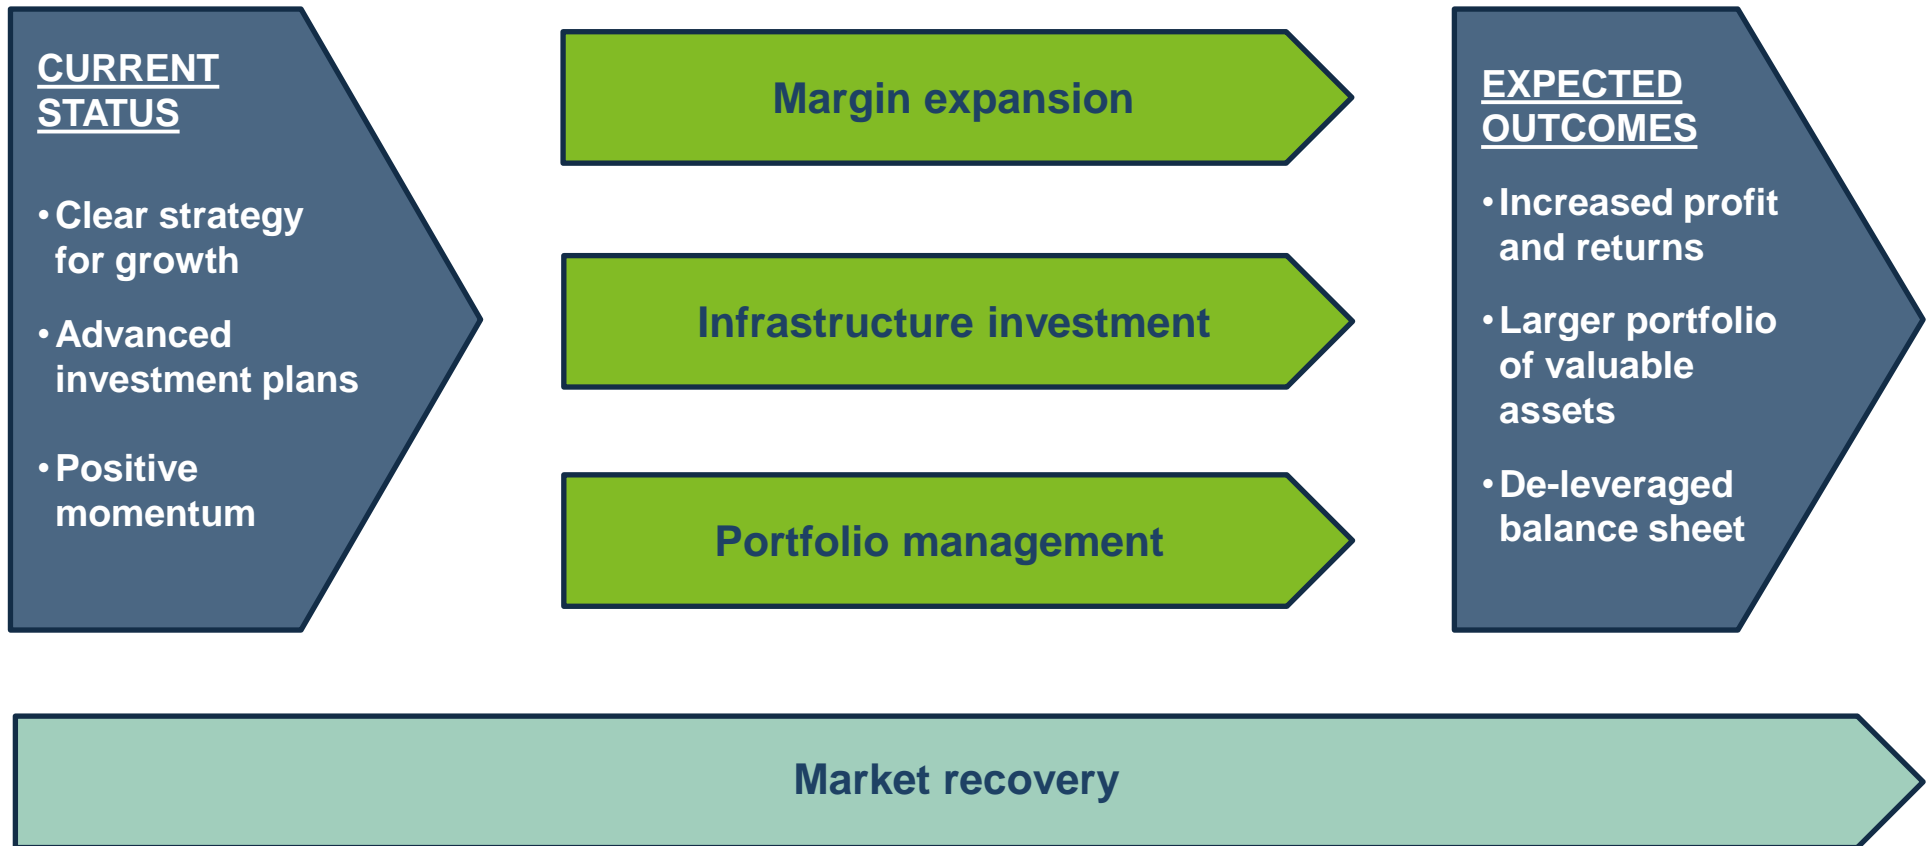 CURRENT
STATUS
• Clear strategy
for growth
• Advanced
investment plans
• Positive
momentum
Margin expansion
Infrastructure investment
Portfolio management
EXPECTED
OUTCOMES
• Increased profit
and returns
• Larger portfolio
of valuable
assets
• De-leveraged
balance sheet
Market recovery